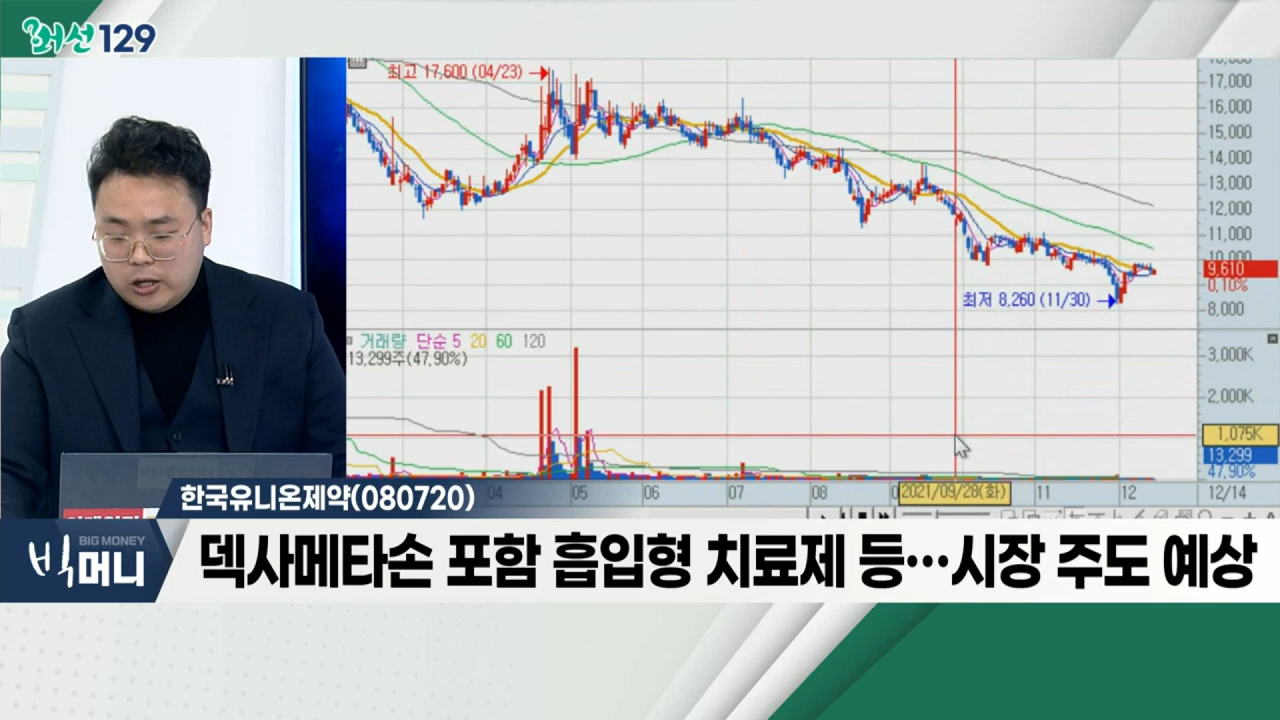 최선129
최고 17,600 (04/23)
17,000
16,000
15,000
14,000
13,000
12,000
11,000
10,000
9,610
0.10%
최저 8,260 (11/30)
8,000
거래량 단순 5 20 60 120
13,299주(47.90%)
3,000K
2,000K
1,075K
13,299
47.90%
04 05 06 07 08 2021/09/28(화) 11 12 12/14
한국유니온제약(080720)
BIG MONEY
빅머니
덱사메타손 포함 흡입형 치료제 등…시장 주도 예상